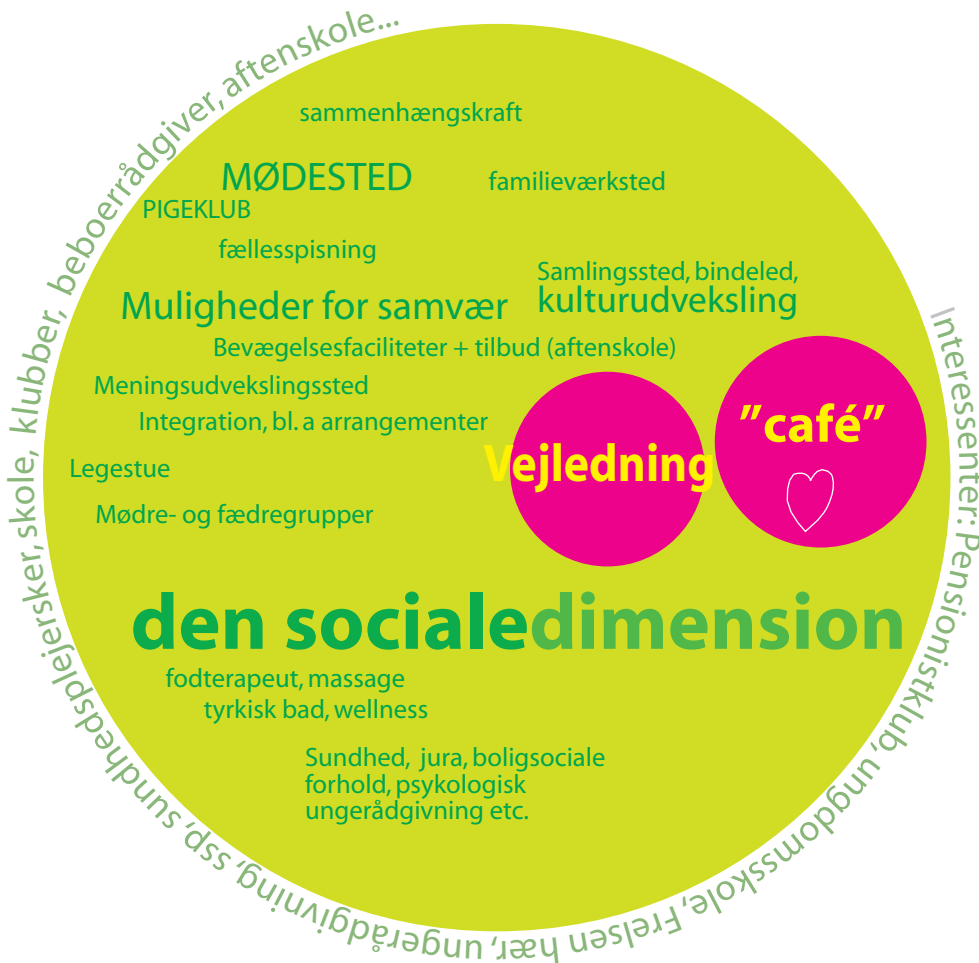 sammenhængskraft
MØDESTED
familieværksted
PIGEKLUB
fællesspisning
Samlingssted, bindeled,
kulturudveksling
Muligheder for samvær
Bevægelsesfaciliteter + tilbud (aftenskole)
Meningsudvekslingssted
Integration, bl. a arrangementer
"café"
Vejledning
Legestue
Mødre- og fædregrupper
den socialedimension
fodterapeut, massage
tyrkisk bad, wellness
Sundhed, jura, boligsociale
forhold, psykologisk
ungerådgivning etc.
Interessenter: Pensionistklub, ungdomsskole, Frelsen hær, ungerådgivning, ssp, sundhedsplejersker, skole, klubber, beboerrådgiver, aftenskole...